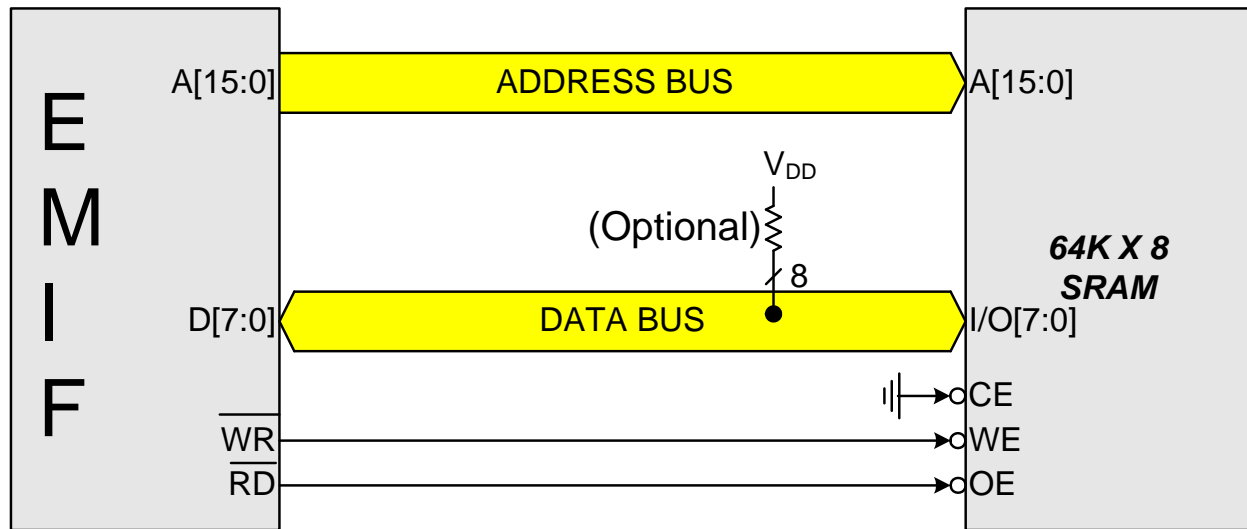 EMIF
A[15:0]
ADDRESS BUS
A[15:0]
VDD
(Optional)
8
64K X 8
SRAM
D[7:0]
DATA BUS
I/O[7:0]
CE
WR
WE
RD
OE